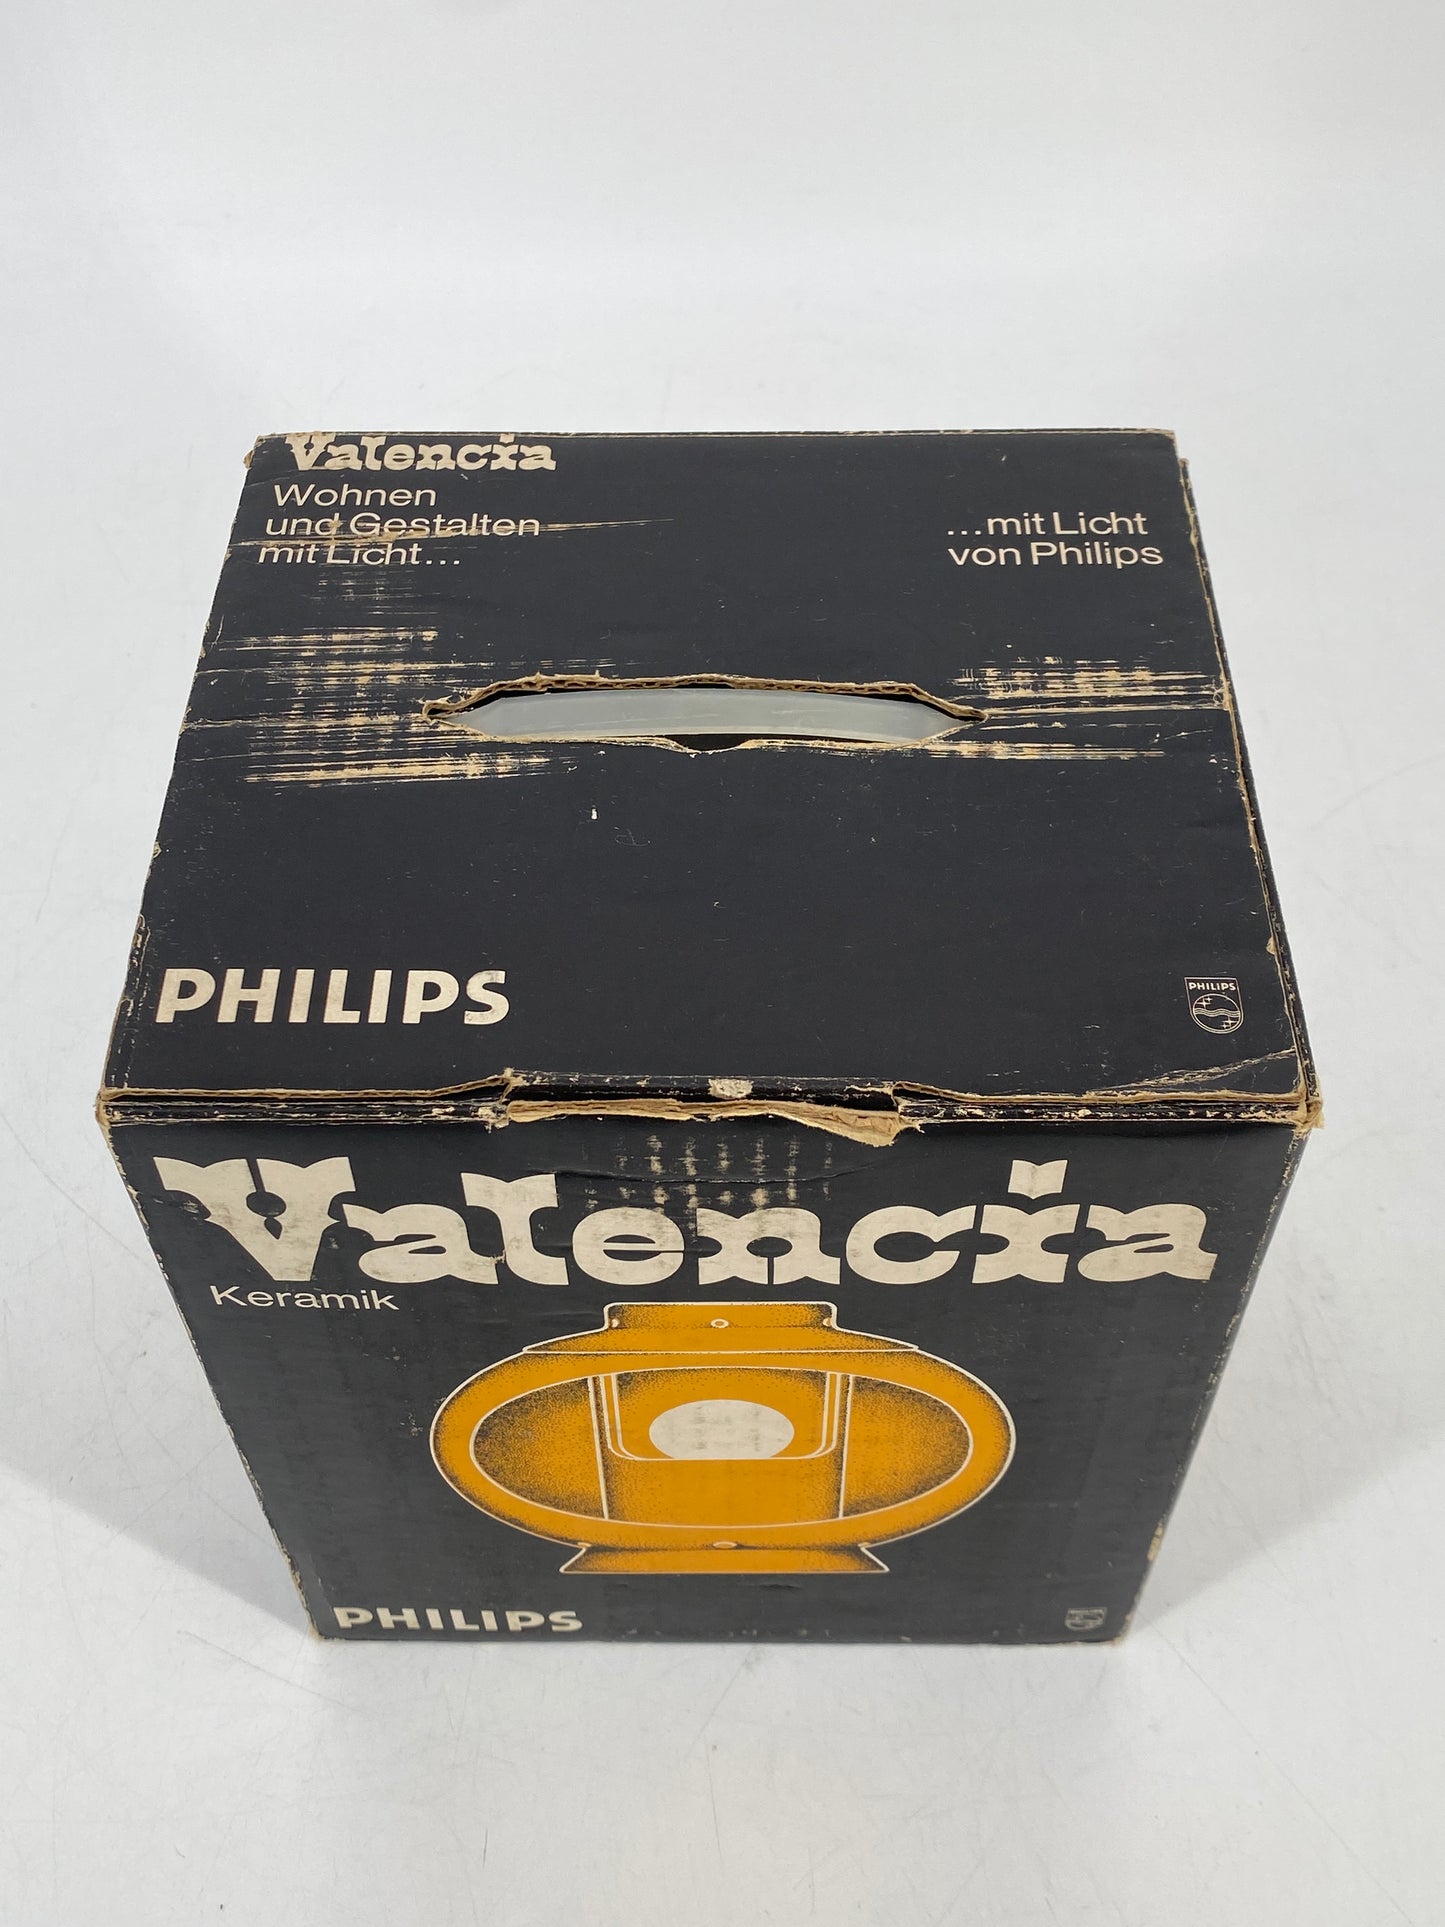 Valencia
Wohnen
und Gestalten
mit Licht...
...mit Licht
von Philips
PHILIPS
PHILIPS
Valencia
Keramik
PHILIPS